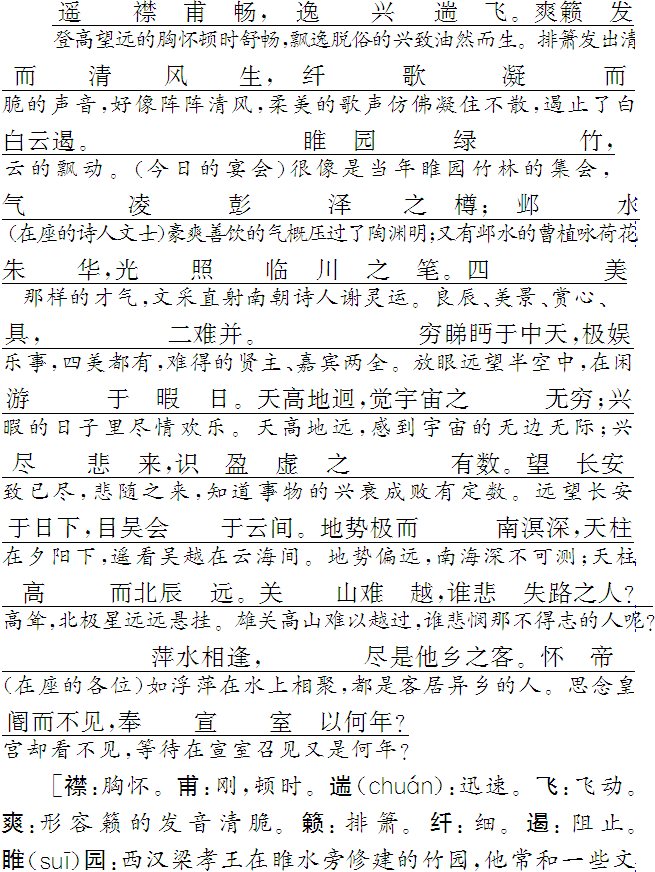 遥襟甫畅，逸兴遄飞。爽籁发
登高望远的胸怀顿时舒畅，飘逸脱俗的兴致油然而生。排箫发出清
而清风生，纤歌凝而
脆的声音，好像阵阵清风，柔美的歌声仿佛凝住不散，遏止了白
白云遏。睢园绿竹，
云的飘动。（今日的宴会）很像是当年睢园竹林的集会，
气凌彭泽之樽；邺水
（在座的诗人文士）豪爽善饮的气概压过了陶渊明；又有邺水的曹植咏荷花
朱华，光照临川之笔。四美
那样的才气，文采直射南朝诗人谢灵运。良辰、美景、赏心、
具，二难并。穷睇眄于中天，极娱
乐事，四美都有，难得的贤主、嘉宾两全。放眼远望半空中，在闲
游于暇日。天高地迥，觉宇宙之无穷；兴
暇的日子里尽情欢乐。天高地远，感到宇宙的无边无际；兴
尽悲来，识盈虚之有数。望长安
致已尽，悲随之来，知道事物的兴衰成败有定数。远望长安
于日下，目吴会于云间。地势极而南溟深，天柱
在夕阳下，遥看吴越在云海间。地势偏远，南海深不可测；天柱
高而北辰远。关山难越，谁悲失路之人？
高耸，北极星远远悬挂。雄关高山难以越过，谁悲悯那不得志的人呢？
萍水相逢，尽是他乡之客。怀帝
（在座的各位）如浮萍在水上相聚，都是客居异乡的人。思念皇
阍而不见，奉宣室以何年？
宫却看不见，等待在宣室召见又是何年？
［襟：胸怀。甫：刚，顿时。遄（chuán）：迅速。飞：飞动。
爽：形容籁的发音清脆。籁：排箫。纤：细。遏：阻止。
睢（suī）园：西汉梁孝王在睢水旁修建的竹园，他常和一些文